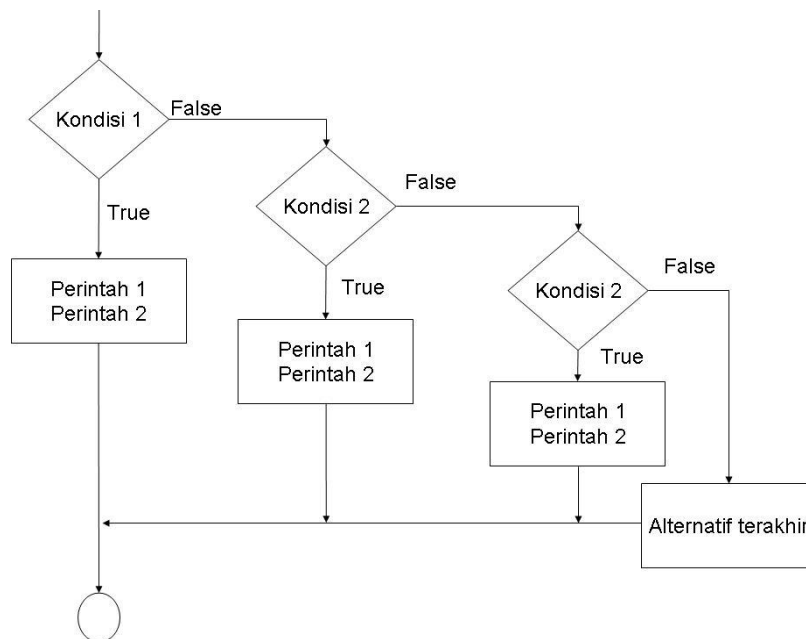 Kondisi 1
False
True
Perintah 1
Perintah 2
Kondisi 2
False
True
Perintah 1
Perintah 2
Kondisi 2
False
True
Perintah 1
Perintah 2
Alternatif terakhir